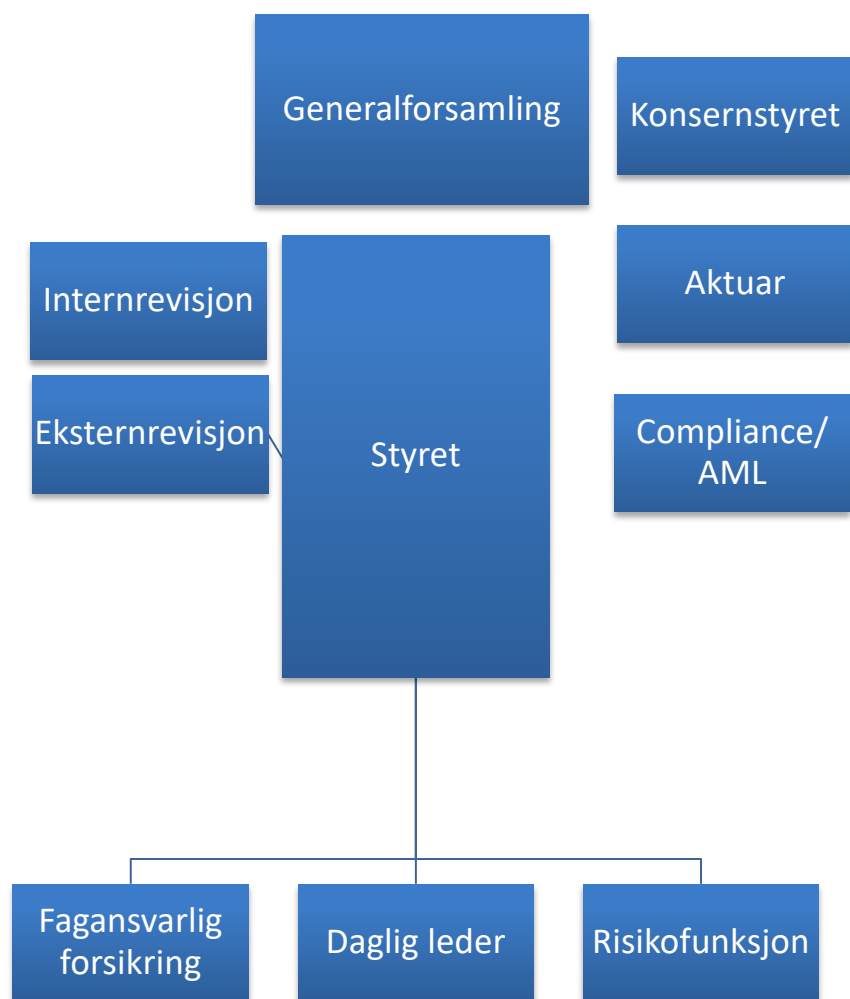 Generalforsamling
Konsernstyret
Internrevisjon
Aktuar
Eksternrevisjon
Styret
Compliance/
AML
Fagansvarlig
forsikring
Daglig leder
Risikofunksjon